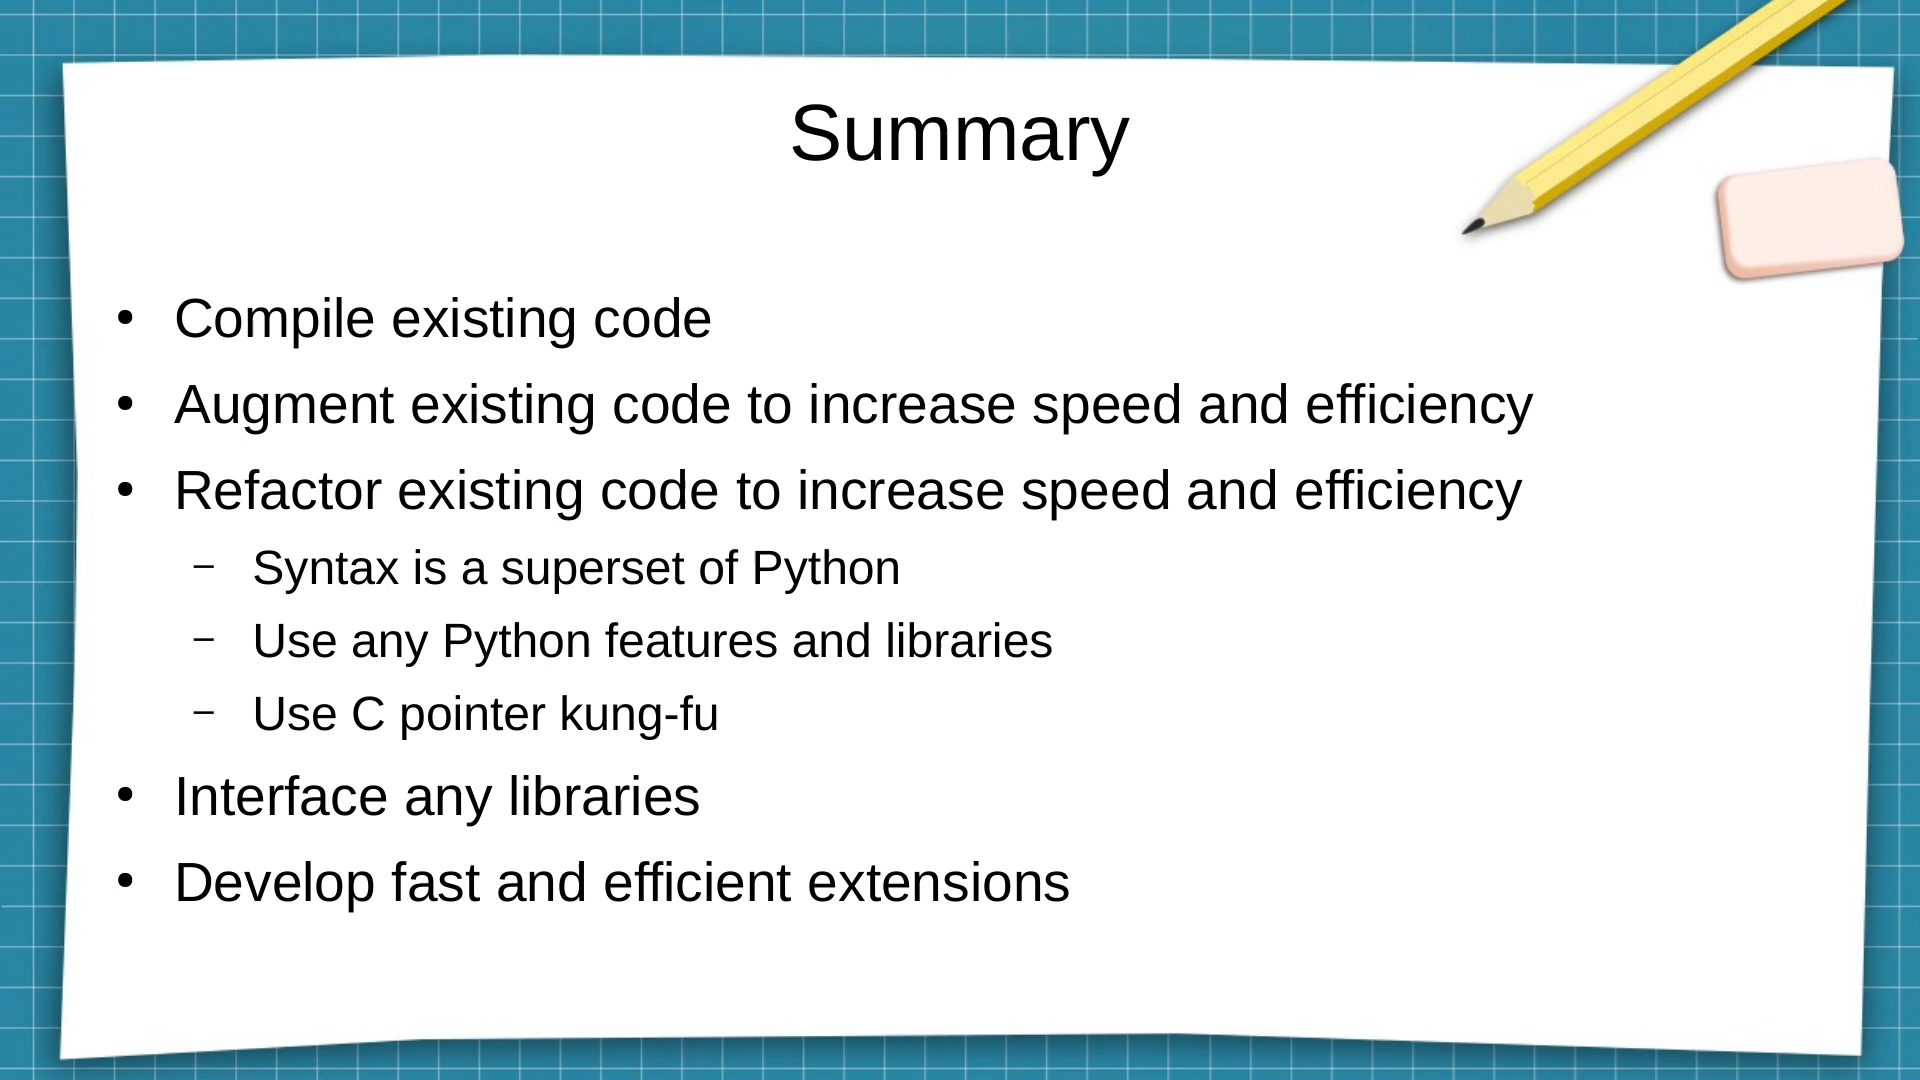 Summary
• Compile existing code
• Augment existing code to increase speed and efficiency
• Refactor existing code to increase speed and efficiency
– Syntax is a superset of Python
– Use any Python features and libraries
– Use C pointer kung-fu
• Interface any libraries
• Develop fast and efficient extensions